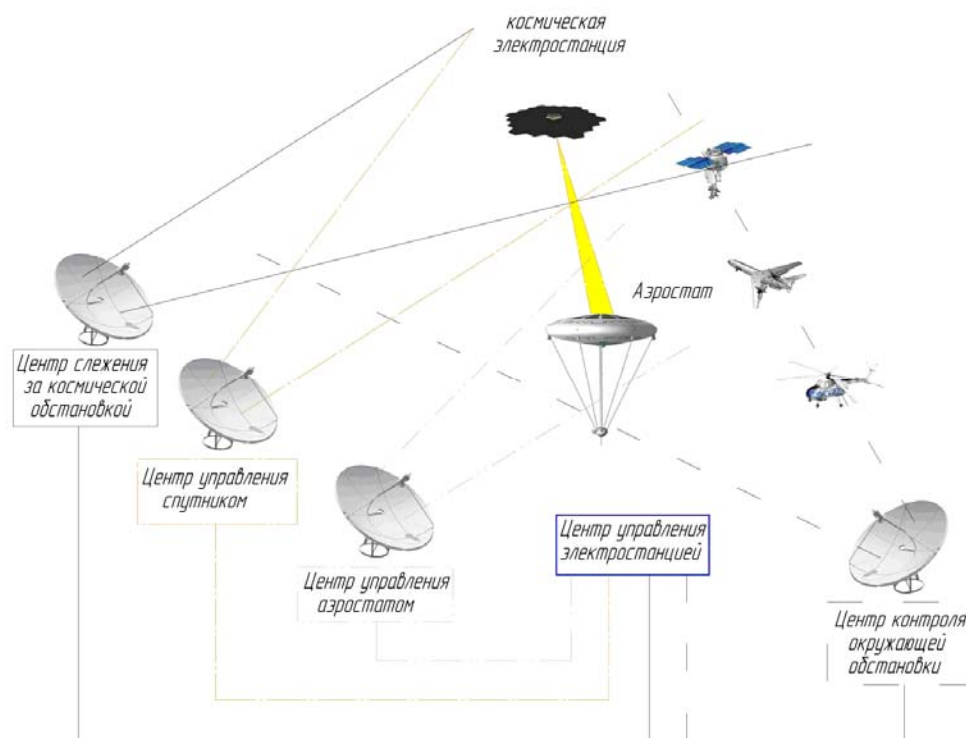 космическая
электростанция
Аэростат
Центр слежения
за космической
обстановкой
Центр управления
спутником
Центр управления
аэростатом
Центр управления
электростанцией
Центр контроля
окружающей
обстановки